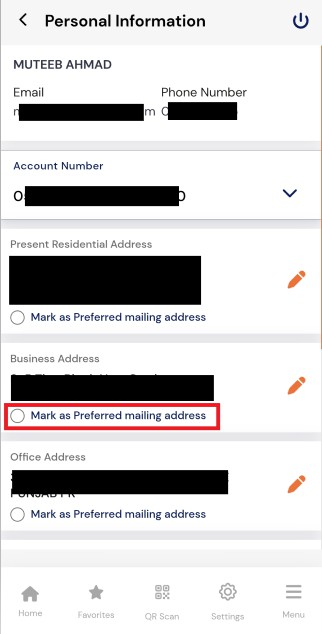 Personal Information
MUTEEB AHMAD
Email
Phone Number
m
Account Number
Present Residential Address
Mark as Preferred mailing address
Business Address
Mark as Preferred mailing address
Office Address
Mark as Preferred mailing address
Home
Favorites
QR Scan
Settings
Menu